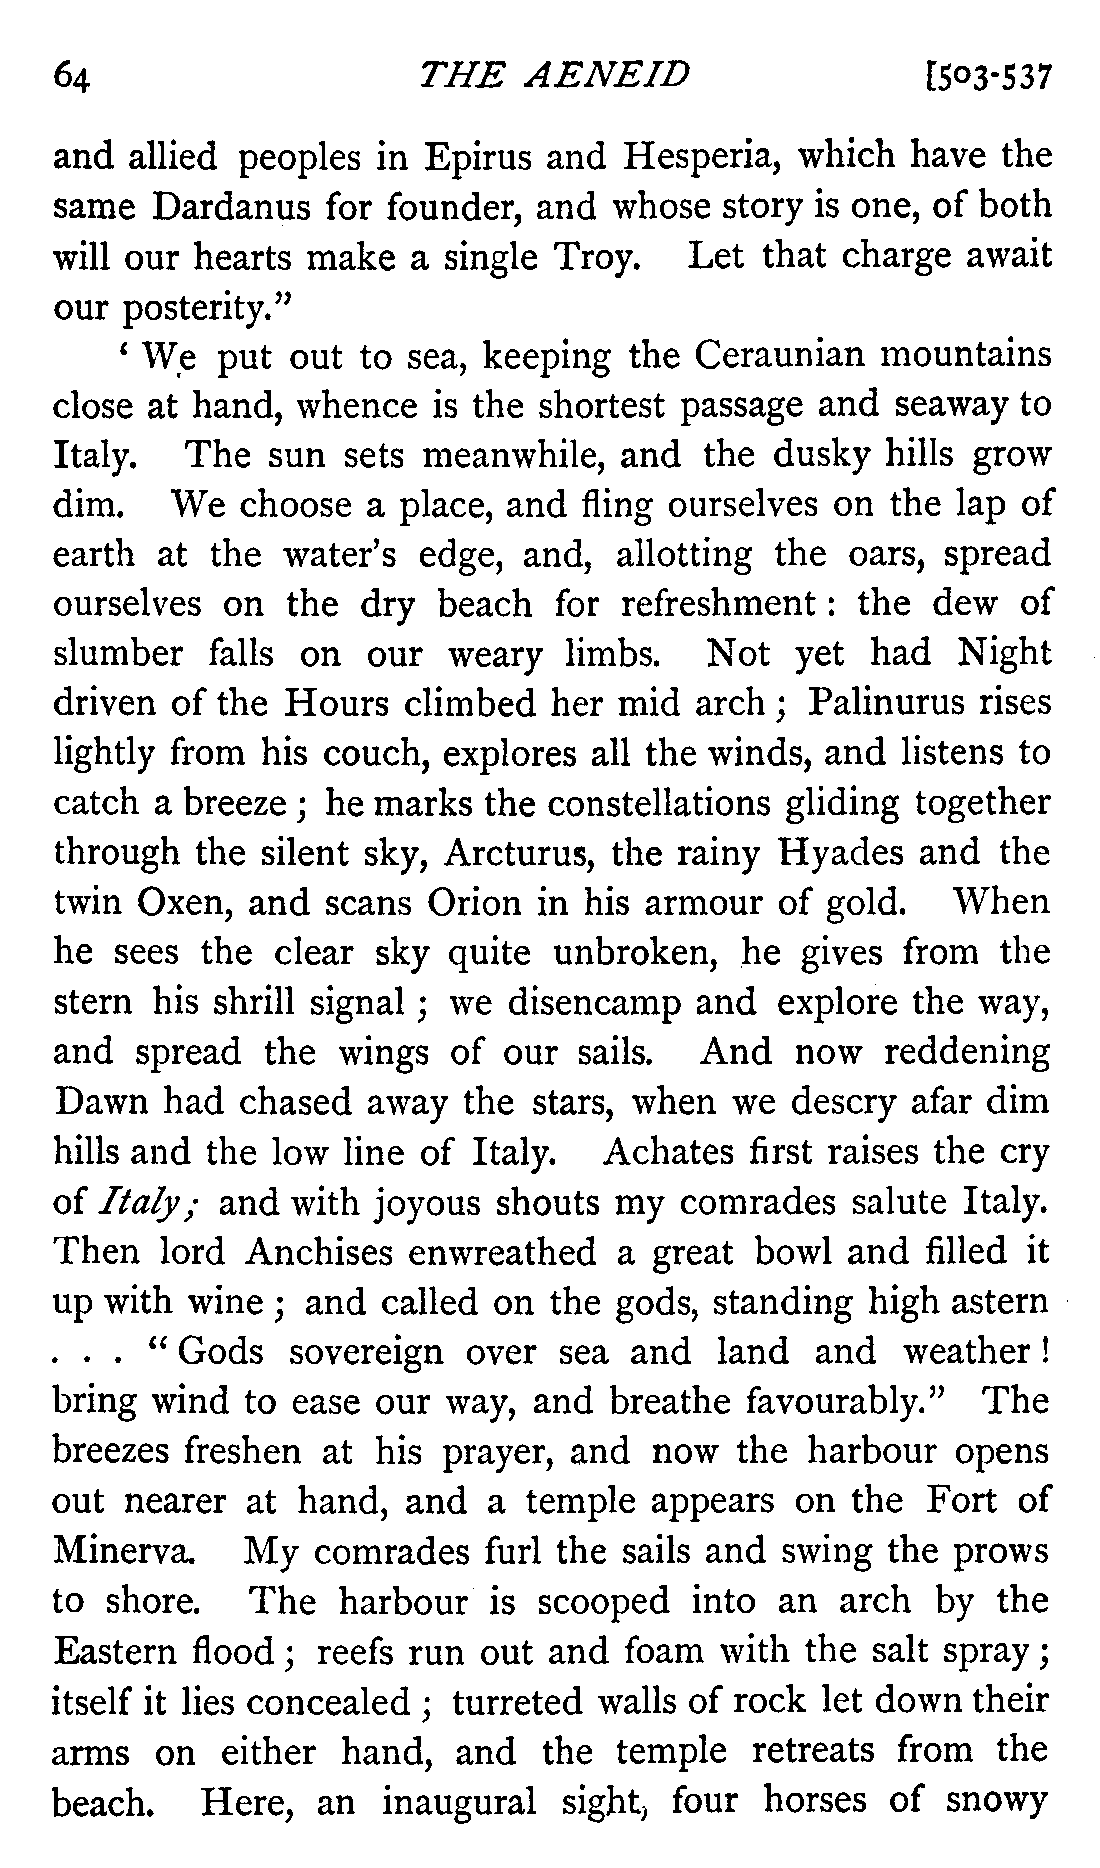 64 THE AENEID [503-537
and allied peoples in Epirus and Hesperia, which have the
same Dardanus for founder, and whose story is one, of both
will our hearts make a single Troy. Let that charge await
our posterity."
‘ We put out to sea, keeping the Ceraunian mountains
close at hand, whence is the shortest passage and seaway to
Italy. The sun sets meanwhile, and the dusky hills grow
dim. We choose a place, and fling ourselves on the lap of
earth at the water's edge, and, allotting the oars, spread
ourselves on the dry beach for refreshment : the dew of
slumber falls on our weary limbs. Not yet had Night
driven of the Hours climbed her mid arch ; Palinurus rises
lightly from his couch, explores all the winds, and listens to
catch a breeze ; he marks the constellations gliding together
through the silent sky, Arcturus, the rainy Hyades and the
twin Oxen, and scans Orion in his armour of gold. When
he sees the clear sky quite unbroken, he gives from the
stern his shrill signal ; we disencamp and explore the way,
and spread the wings of our sails. And now reddening
Dawn had chased away the stars, when we descry afar dim
hills and the low line of Italy. Achates first raises the cry
of Italy; and with joyous shouts my comrades salute Italy.
Then lord Anchises enwreathed a great bowl and filled it
up with wine ; and called on the gods, standing high astern
. . . “ Gods sovereign over sea and land and weather !
bring wind to ease our way, and breathe favourably.” The
breezes freshen at his prayer, and now the harbour opens
out nearer at hand, and a temple appears on the Fort of
Minerva. My comrades furl the sails and swing the prows
to shore. The harbour is scooped into an arch by the
Eastern flood ; reefs run out and foam with the salt spray ;
itself it lies concealed ; turreted walls of rock let down their
arms on either hand, and the temple retreats from the
beach. Here, an inaugural sight, four horses of snowy